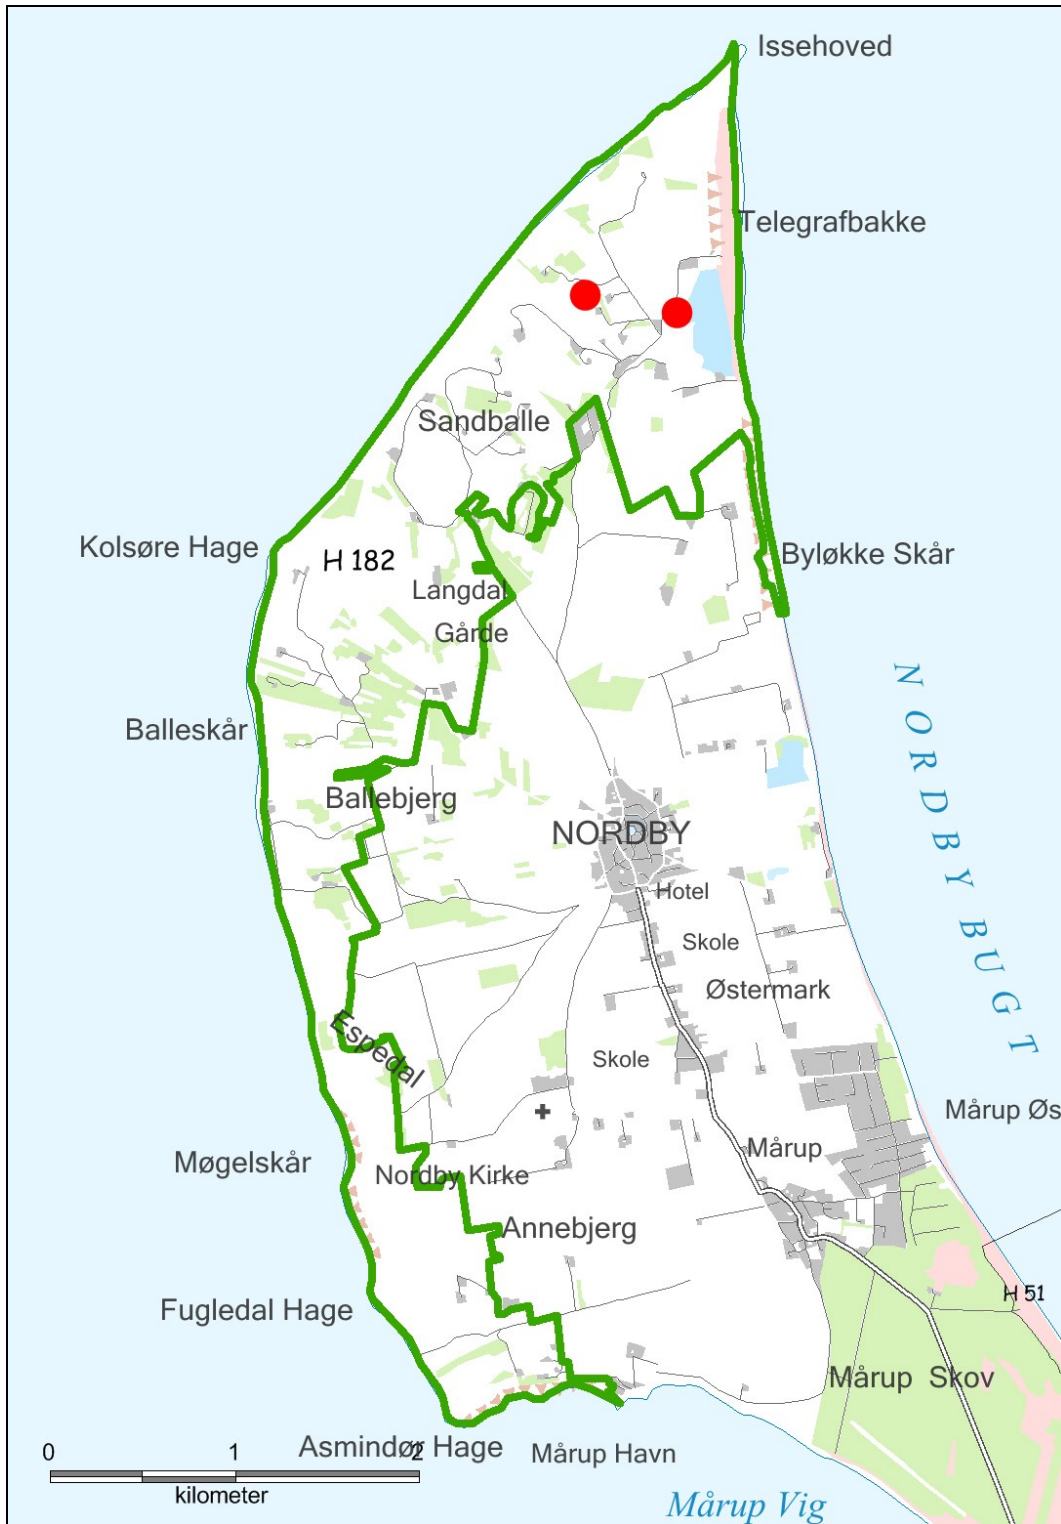 Issehoved
Telegrafbakke
Sandballe
Kolsøre Hage
H 182
Byløkke Skår
Langdal
Gårde
NORDBY BUGT
Balleskår
Ballebjerg
NORDBY
Hotel
Skole
Østermark
Espedal
Skole
Mårup Øs
Møgelskår
Mårup
Nordby Kirke
Annebjerg
H 51
Fugledal Hage
Mårup Skov
Asmindør Hage
Mårup Havn
0 1 2
kilometer
Mårup Vig